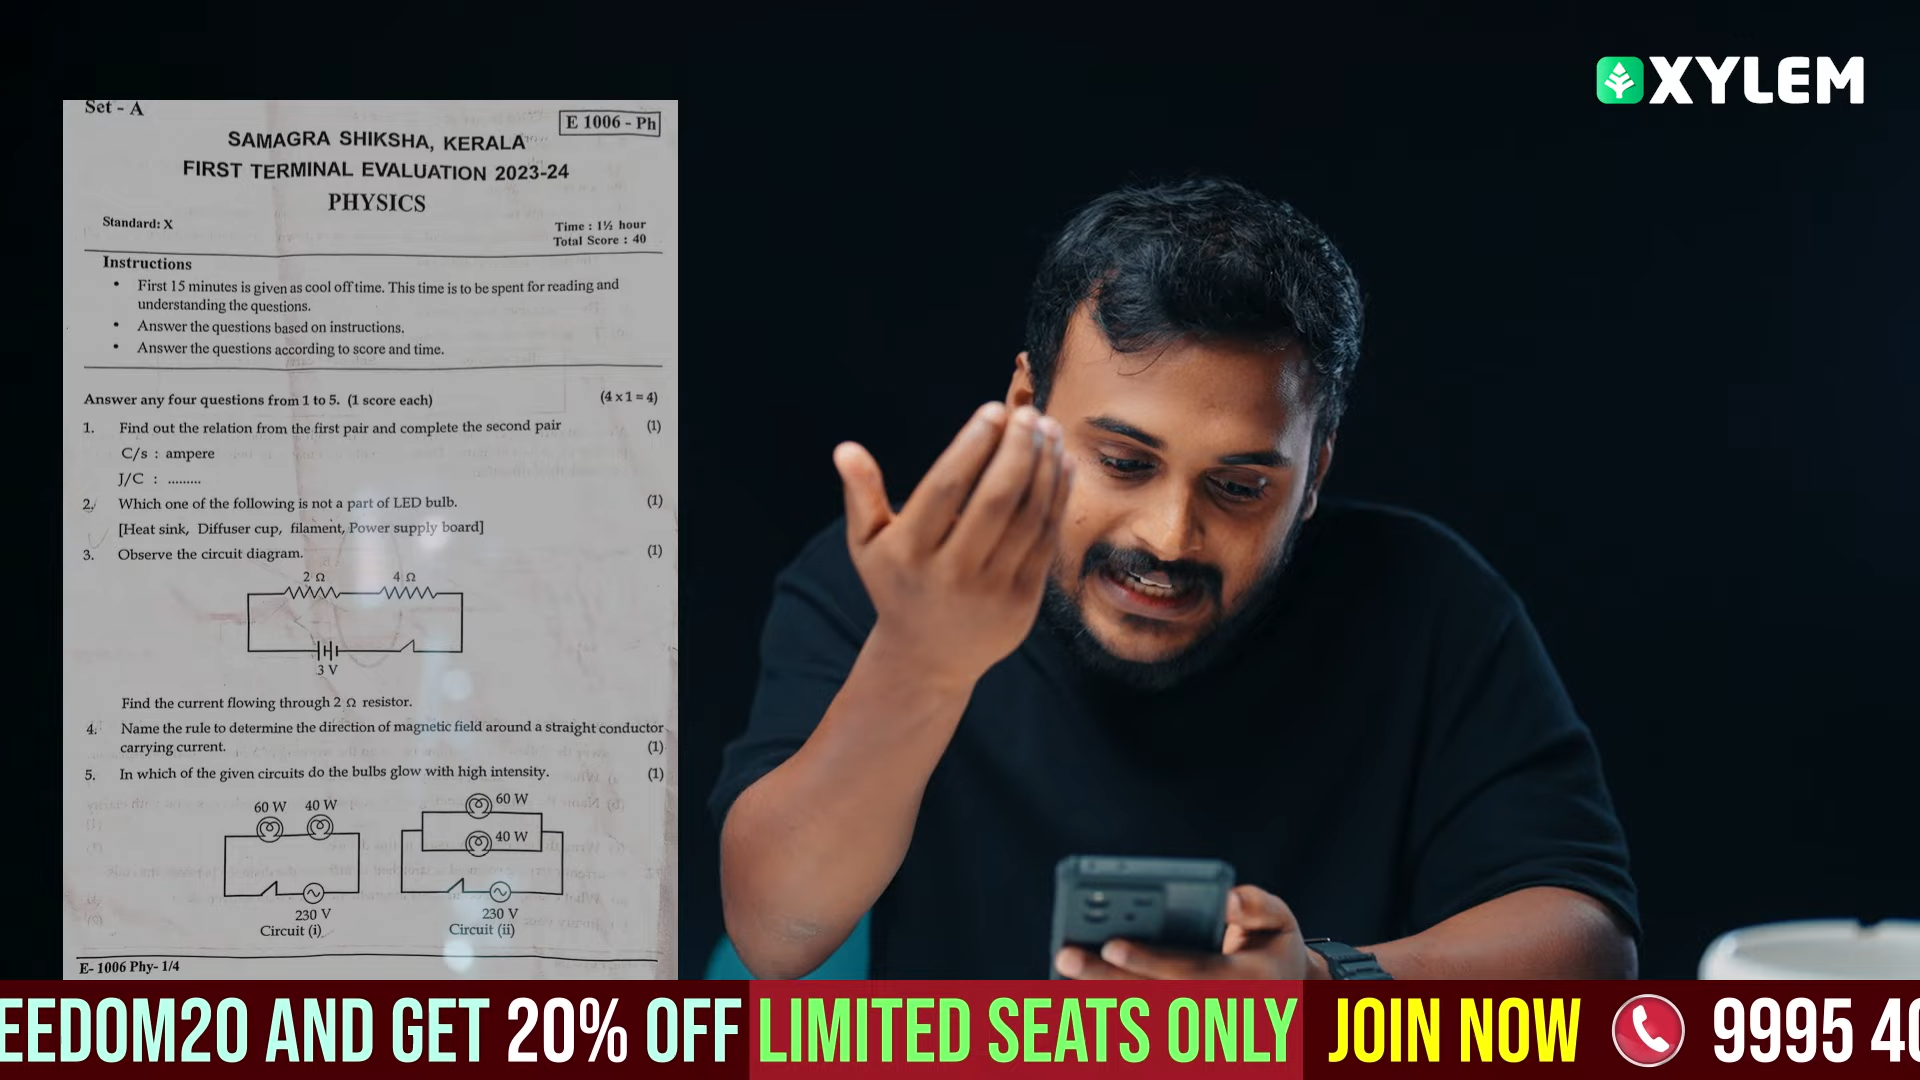 XYLEM
Set - A
E 1006 - Ph
SAMAGRA SHIKSHA, KERALA
FIRST TERMINAL EVALUATION 2023-24
PHYSICS
Standard: X
Time : 1½ hour
Total Score : 40
Instructions
• First 15 minutes is given as cool off time. This time is to be spent for reading and
understanding the questions.
• Answer the questions based on instructions.
• Answer the questions according to score and time.
Answer any four questions from 1 to 5. (1 score each) (4 x 1 = 4)
1. Find out the relation from the first pair and complete the second pair (1)
C/s : ampere
J/C : .........
2. Which one of the following is not a part of LED bulb. (1)
[Heat sink, Diffuser cup, filament, Power supply board]
3. Observe the circuit diagram. (1)
2 Ω 4 Ω
3 V
Find the current flowing through 2 Ω resistor.
4. Name the rule to determine the direction of magnetic field around a straight conductor
carrying current. (1)
5. In which of the given circuits do the bulbs glow with high intensity. (1)
60 W 40 W
230 V
Circuit (i)
60 W
40 W
230 V
Circuit (ii)
E- 1006 Phy- 1/4
EEDOM20 AND GET 20% OFF LIMITED SEATS ONLY JOIN NOW 9995 40